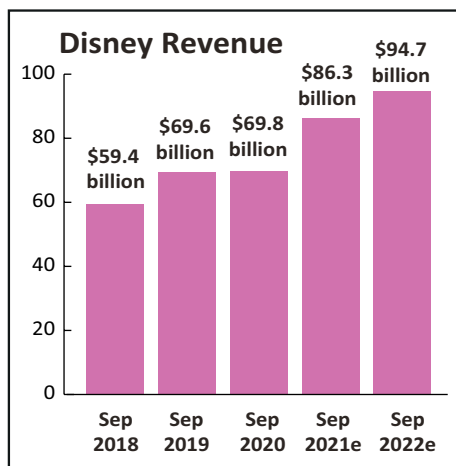 Disney Revenue
100
80
60
40
20
0
$59.4
billion
$69.6
billion
$69.8
billion
$86.3
billion
$94.7
billion
Sep
2018
Sep
2019
Sep
2020
Sep
2021e
Sep
2022e